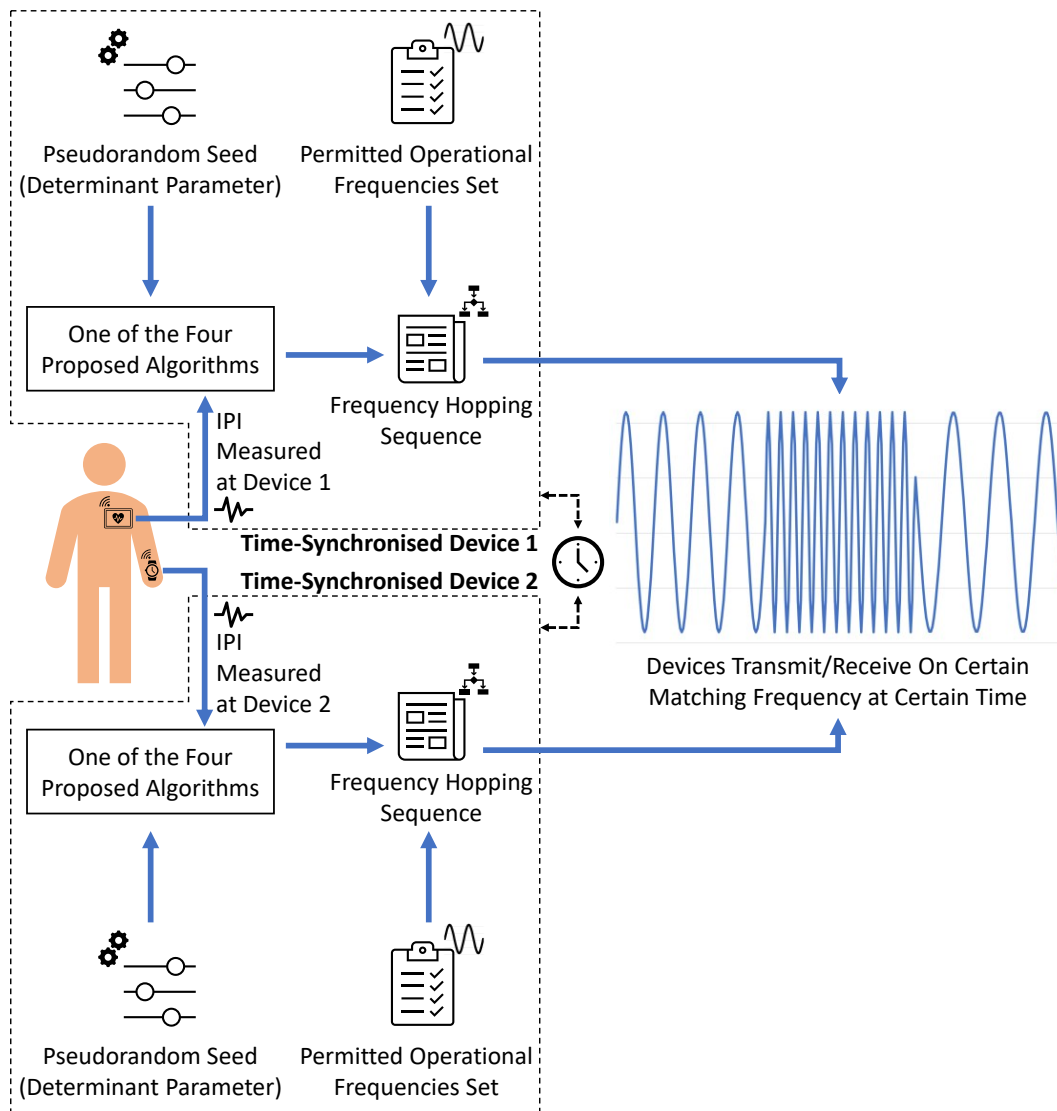 Pseudorandom Seed
(Determinant Parameter)
Permitted Operational
Frequencies Set
One of the Four
Proposed Algorithms
Frequency Hopping
Sequence
IPI
Measured
at Device 1
Time-Synchronised Device 1
Time-Synchronised Device 2
IPI
Measured
at Device 2
Devices Transmit/Receive On Certain
Matching Frequency at Certain Time
One of the Four
Proposed Algorithms
Frequency Hopping
Sequence
Pseudorandom Seed
(Determinant Parameter)
Permitted Operational
Frequencies Set